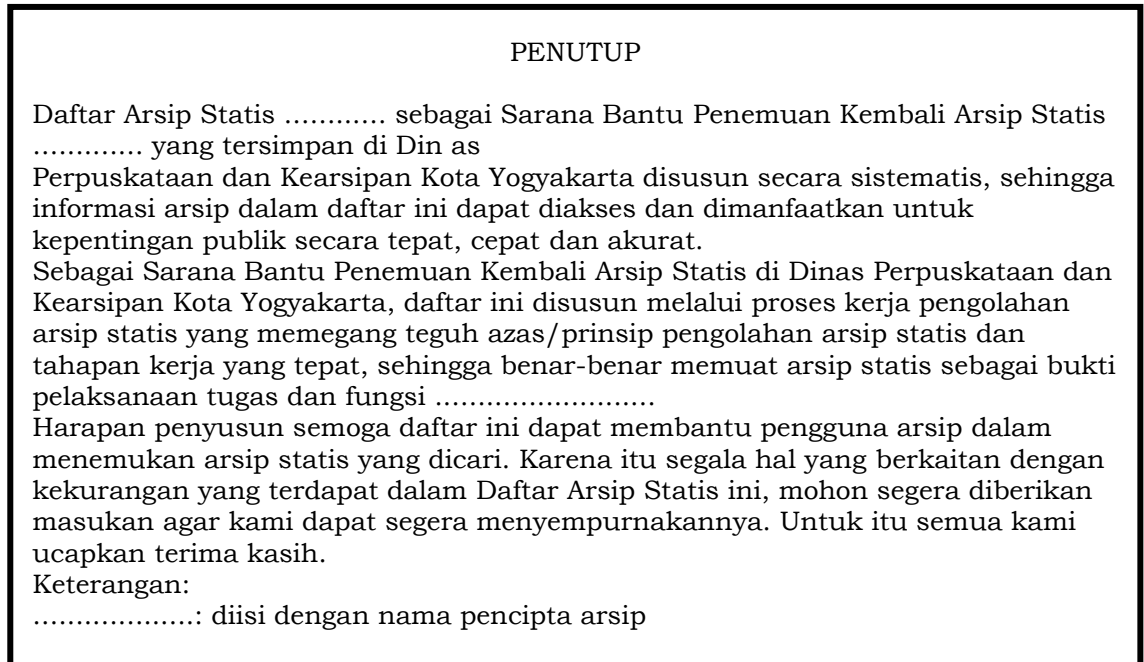 PENUTUP
Daftar Arsip Statis ………… sebagai Sarana Bantu Penemuan Kembali Arsip Statis
…………. yang tersimpan di Din as
Perpuskataan dan Kearsipan Kota Yogyakarta disusun secara sistematis, sehingga
informasi arsip dalam daftar ini dapat diakses dan dimanfaatkan untuk
kepentingan publik secara tepat, cepat dan akurat.
Sebagai Sarana Bantu Penemuan Kembali Arsip Statis di Dinas Perpuskataan dan
Kearsipan Kota Yogyakarta, daftar ini disusun melalui proses kerja pengolahan
arsip statis yang memegang teguh azas/prinsip pengolahan arsip statis dan
tahapan kerja yang tepat, sehingga benar-benar memuat arsip statis sebagai bukti
pelaksanaan tugas dan fungsi ……………………..
Harapan penyusun semoga daftar ini dapat membantu pengguna arsip dalam
menemukan arsip statis yang dicari. Karena itu segala hal yang berkaitan dengan
kekurangan yang terdapat dalam Daftar Arsip Statis ini, mohon segera diberikan
masukan agar kami dapat segera menyempurnakannya. Untuk itu semua kami
ucapkan terima kasih.
Keterangan:
……………….: diisi dengan nama pencipta arsip